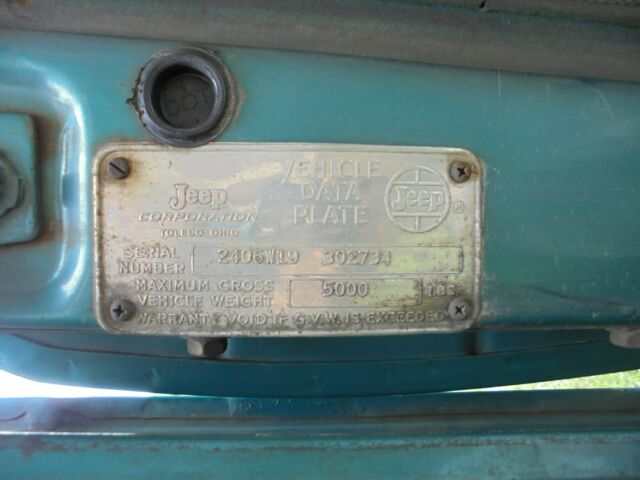 VEHICLE
DATA
PLATE
Jeep
CORPORATION
TOLEDO, OHIO
Jeep
®
SERIAL NUMBER 2406W19 302734
MAXIMUM GROSS VEHICLE WEIGHT 5000 LBS
WARRANTY VOID IF G.V.W. IS EXCEEDED